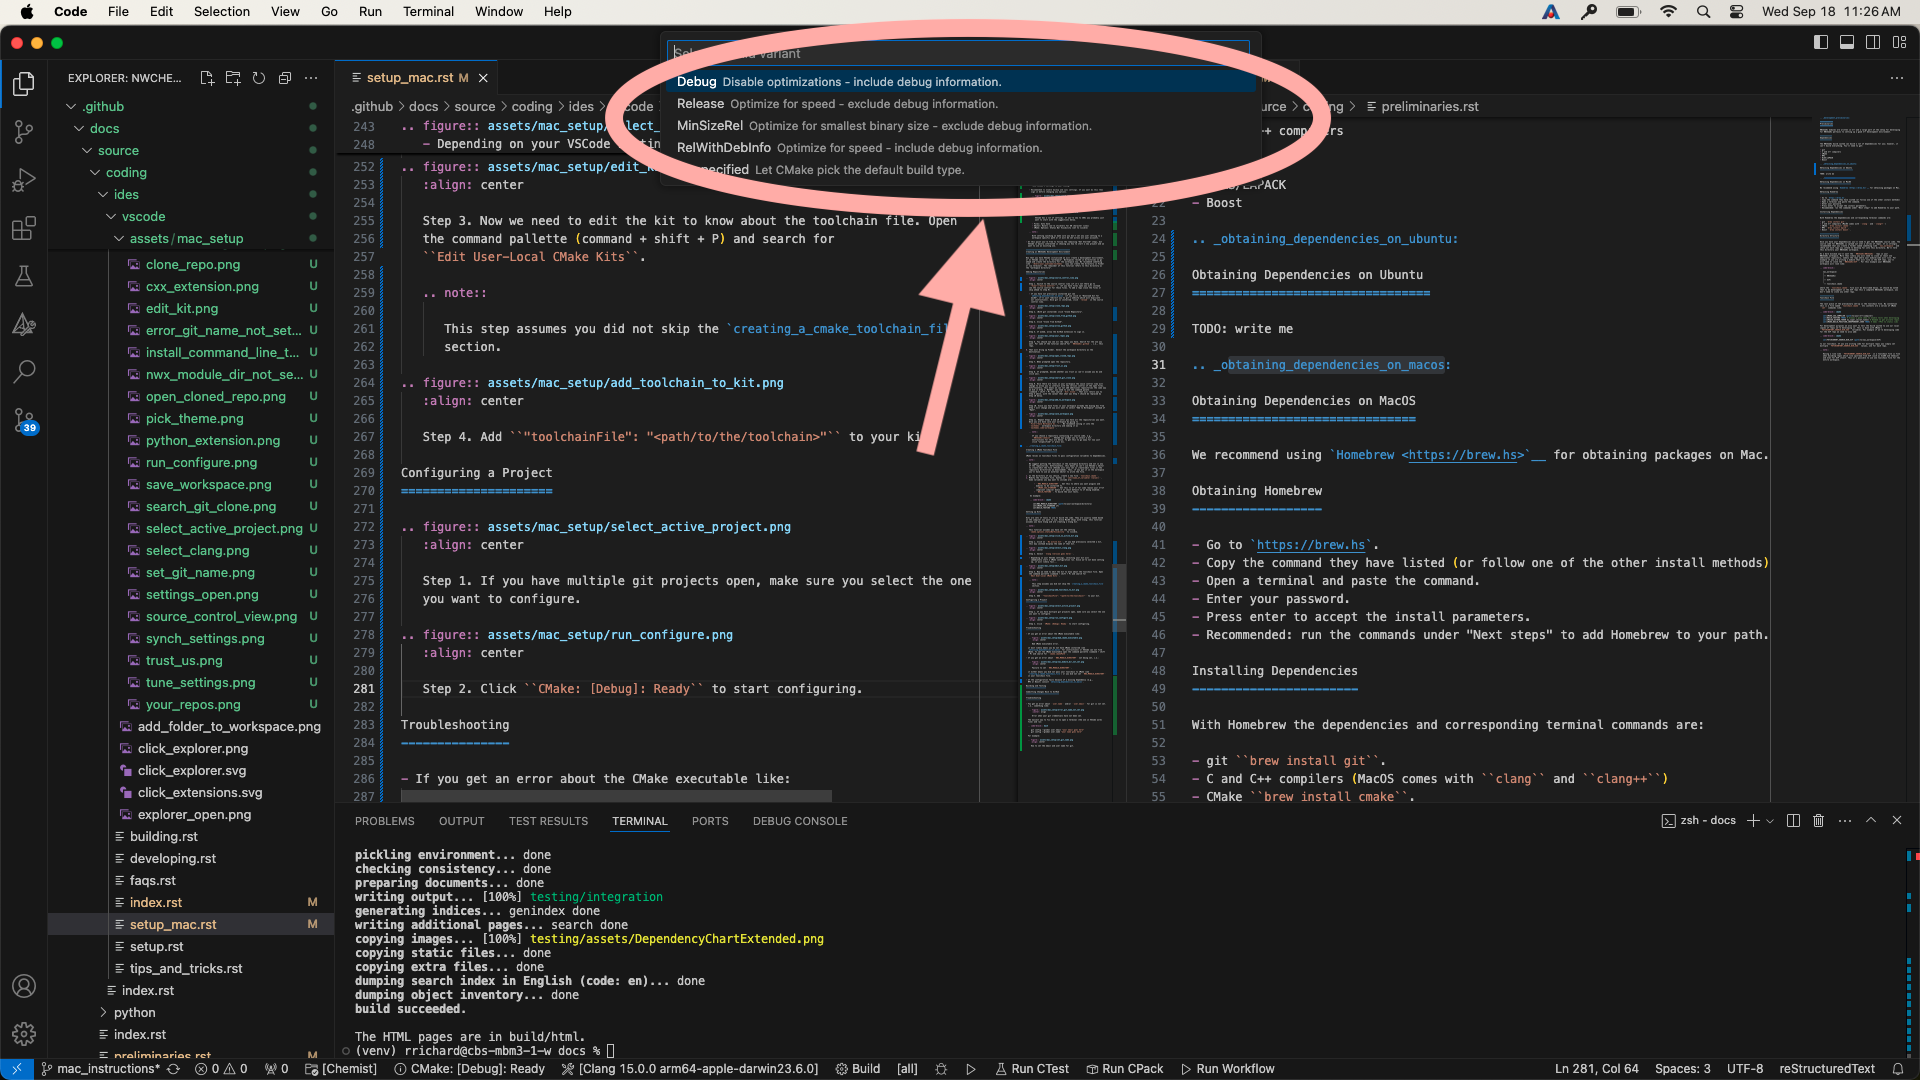 Code File Edit Selection View Go Run Terminal Window Help
Wed Sep 18 11:26 AM
EXPLORER: NWCHE...
.github
docs
source
coding
ides
vscode
assets/mac_setup
clone_repo.png U
cxx_extension.png U
edit_kit.png U
error_git_name_not_set... U
install_command_line_t... U
nwx_module_dir_not_se... U
open_cloned_repo.png U
pick_theme.png U
python_extension.png U
run_configure.png U
save_workspace.png U
search_git_clone.png U
select_active_project.png U
select_clang.png U
set_git_name.png U
settings_open.png U
source_control_view.png U
synch_settings.png U
trust_us.png U
tune_settings.png U
your_repos.png U
add_folder_to_workspace.png
click_explorer.png
click_explorer.svg
click_extensions.svg
explorer_open.png
building.rst
developing.rst
faqs.rst
index.rst M
setup_mac.rst M
setup.rst
tips_and_tricks.rst
index.rst
python
index.rst
preliminaries.rst M
39
setup_mac.rst M
.github > docs > source > coding > ides >
Debug Disable optimizations - include debug information.
Release Optimize for speed - exclude debug information.
MinSizeRel Optimize for smallest binary size - exclude debug information.
RelWithDebInfo Optimize for speed - include debug information.
Let CMake pick the default build type.
243 .. figure:: assets/mac_setup/
248 - Depending on your VSCode
252 .. figure::
253 :align: center
254
255 Step 3. Now we need to edit the kit to know about the toolchain file. Open
256 the command pallette (command + shift + P) and search for
257 ``Edit User-Local CMake Kits``.
258
259 .. note::
260
261 This step assumes you did not skip the `creating_a_cmake_toolchain_fi
262 section.
263
264 .. figure:: assets/mac_setup/add_toolchain_to_kit.png
265 :align: center
266
267 Step 4. Add ``"toolchainFile": "<path/to/the/toolchain>"`` to your ki
268
269 Configuring a Project
270 =====================
271
272 .. figure:: assets/mac_setup/select_active_project.png
273 :align: center
274
275 Step 1. If you have multiple git projects open, make sure you select the one
276 you want to configure.
277
278 .. figure:: assets/mac_setup/run_configure.png
279 :align: center
280
281 Step 2. Click ``CMake: [Debug]: Ready`` to start configuring.
282
283 Troubleshooting
284 ===============
285
286 - If you get an error about the CMake executable like:
287
> preliminaries.rst
compilers
- Boost
23
24 .. _obtaining_dependencies_on_ubuntu:
25
26 Obtaining Dependencies on Ubuntu
27 ================================
28
29 TODO: write me
30
31 .. _obtaining_dependencies_on_macos:
32
33 Obtaining Dependencies on MacOS
34 ===============================
35
36 We recommend using `Homebrew <https://brew.hs>`__ for obtaining packages on Mac.
37
38 Obtaining Homebrew
39 ------------------
40
41 - Go to `https://brew.hs`.
42 - Copy the command they have listed (or follow one of the other install methods)
43 - Open a terminal and paste the command.
44 - Enter your password.
45 - Press enter to accept the install parameters.
46 - Recommended: run the commands under "Next steps" to add Homebrew to your path.
47
48 Installing Dependencies
49 -----------------------
50
51 With Homebrew the dependencies and corresponding terminal commands are:
52
53 - git ``brew install git``.
54 - C and C++ compilers (MacOS comes with ``clang`` and ``clang++``)
55 - CMake ``brew install cmake``.
PROBLEMS OUTPUT TEST RESULTS TERMINAL PORTS DEBUG CONSOLE
zsh - docs
pickling environment... done
checking consistency... done
preparing documents... done
writing output... [100%] testing/integration
generating indices... genindex done
writing additional pages... search done
copying images... [100%] testing/assets/DependencyChartExtended.png
copying static files... done
copying extra files... done
dumping search index in English (code: en)... done
dumping object inventory... done
build succeeded.
The HTML pages are in build/html.
(venv) rrichard@cbs-mbm3-1-w docs %
mac_instructions* 0 0 0 [Chemist] CMake: [Debug]: Ready [Clang 15.0.0 arm64-apple-darwin23.6.0] Build [all] Run CTest Run CPack Run Workflow Ln 281, Col 64 Spaces: 3 UTF-8 reStructuredText